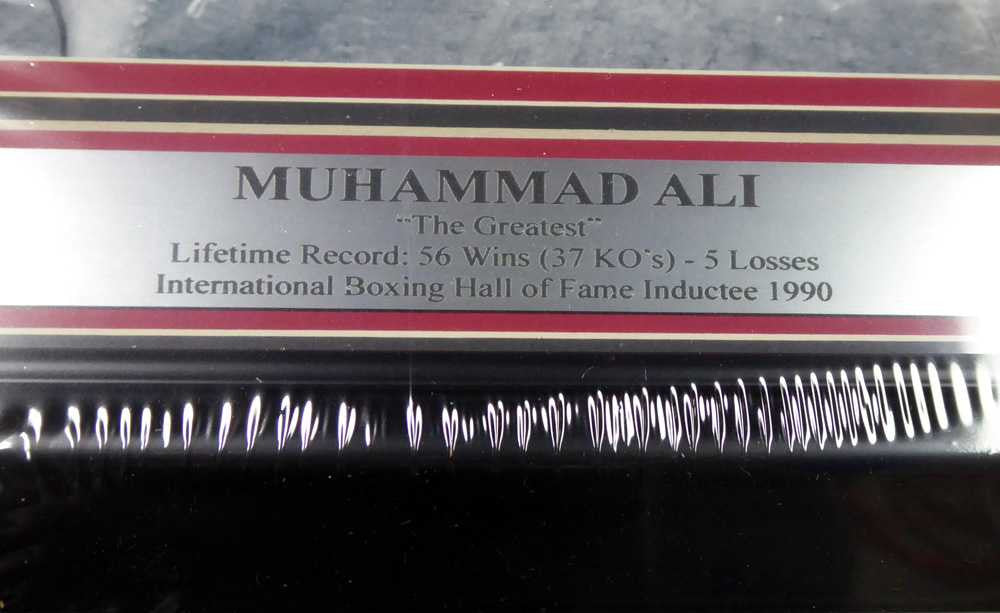 MUHAMMAD ALI
"The Greatest"
Lifetime Record: 56 Wins (37 KO's) - 5 Losses
International Boxing Hall of Fame Inductee 1990